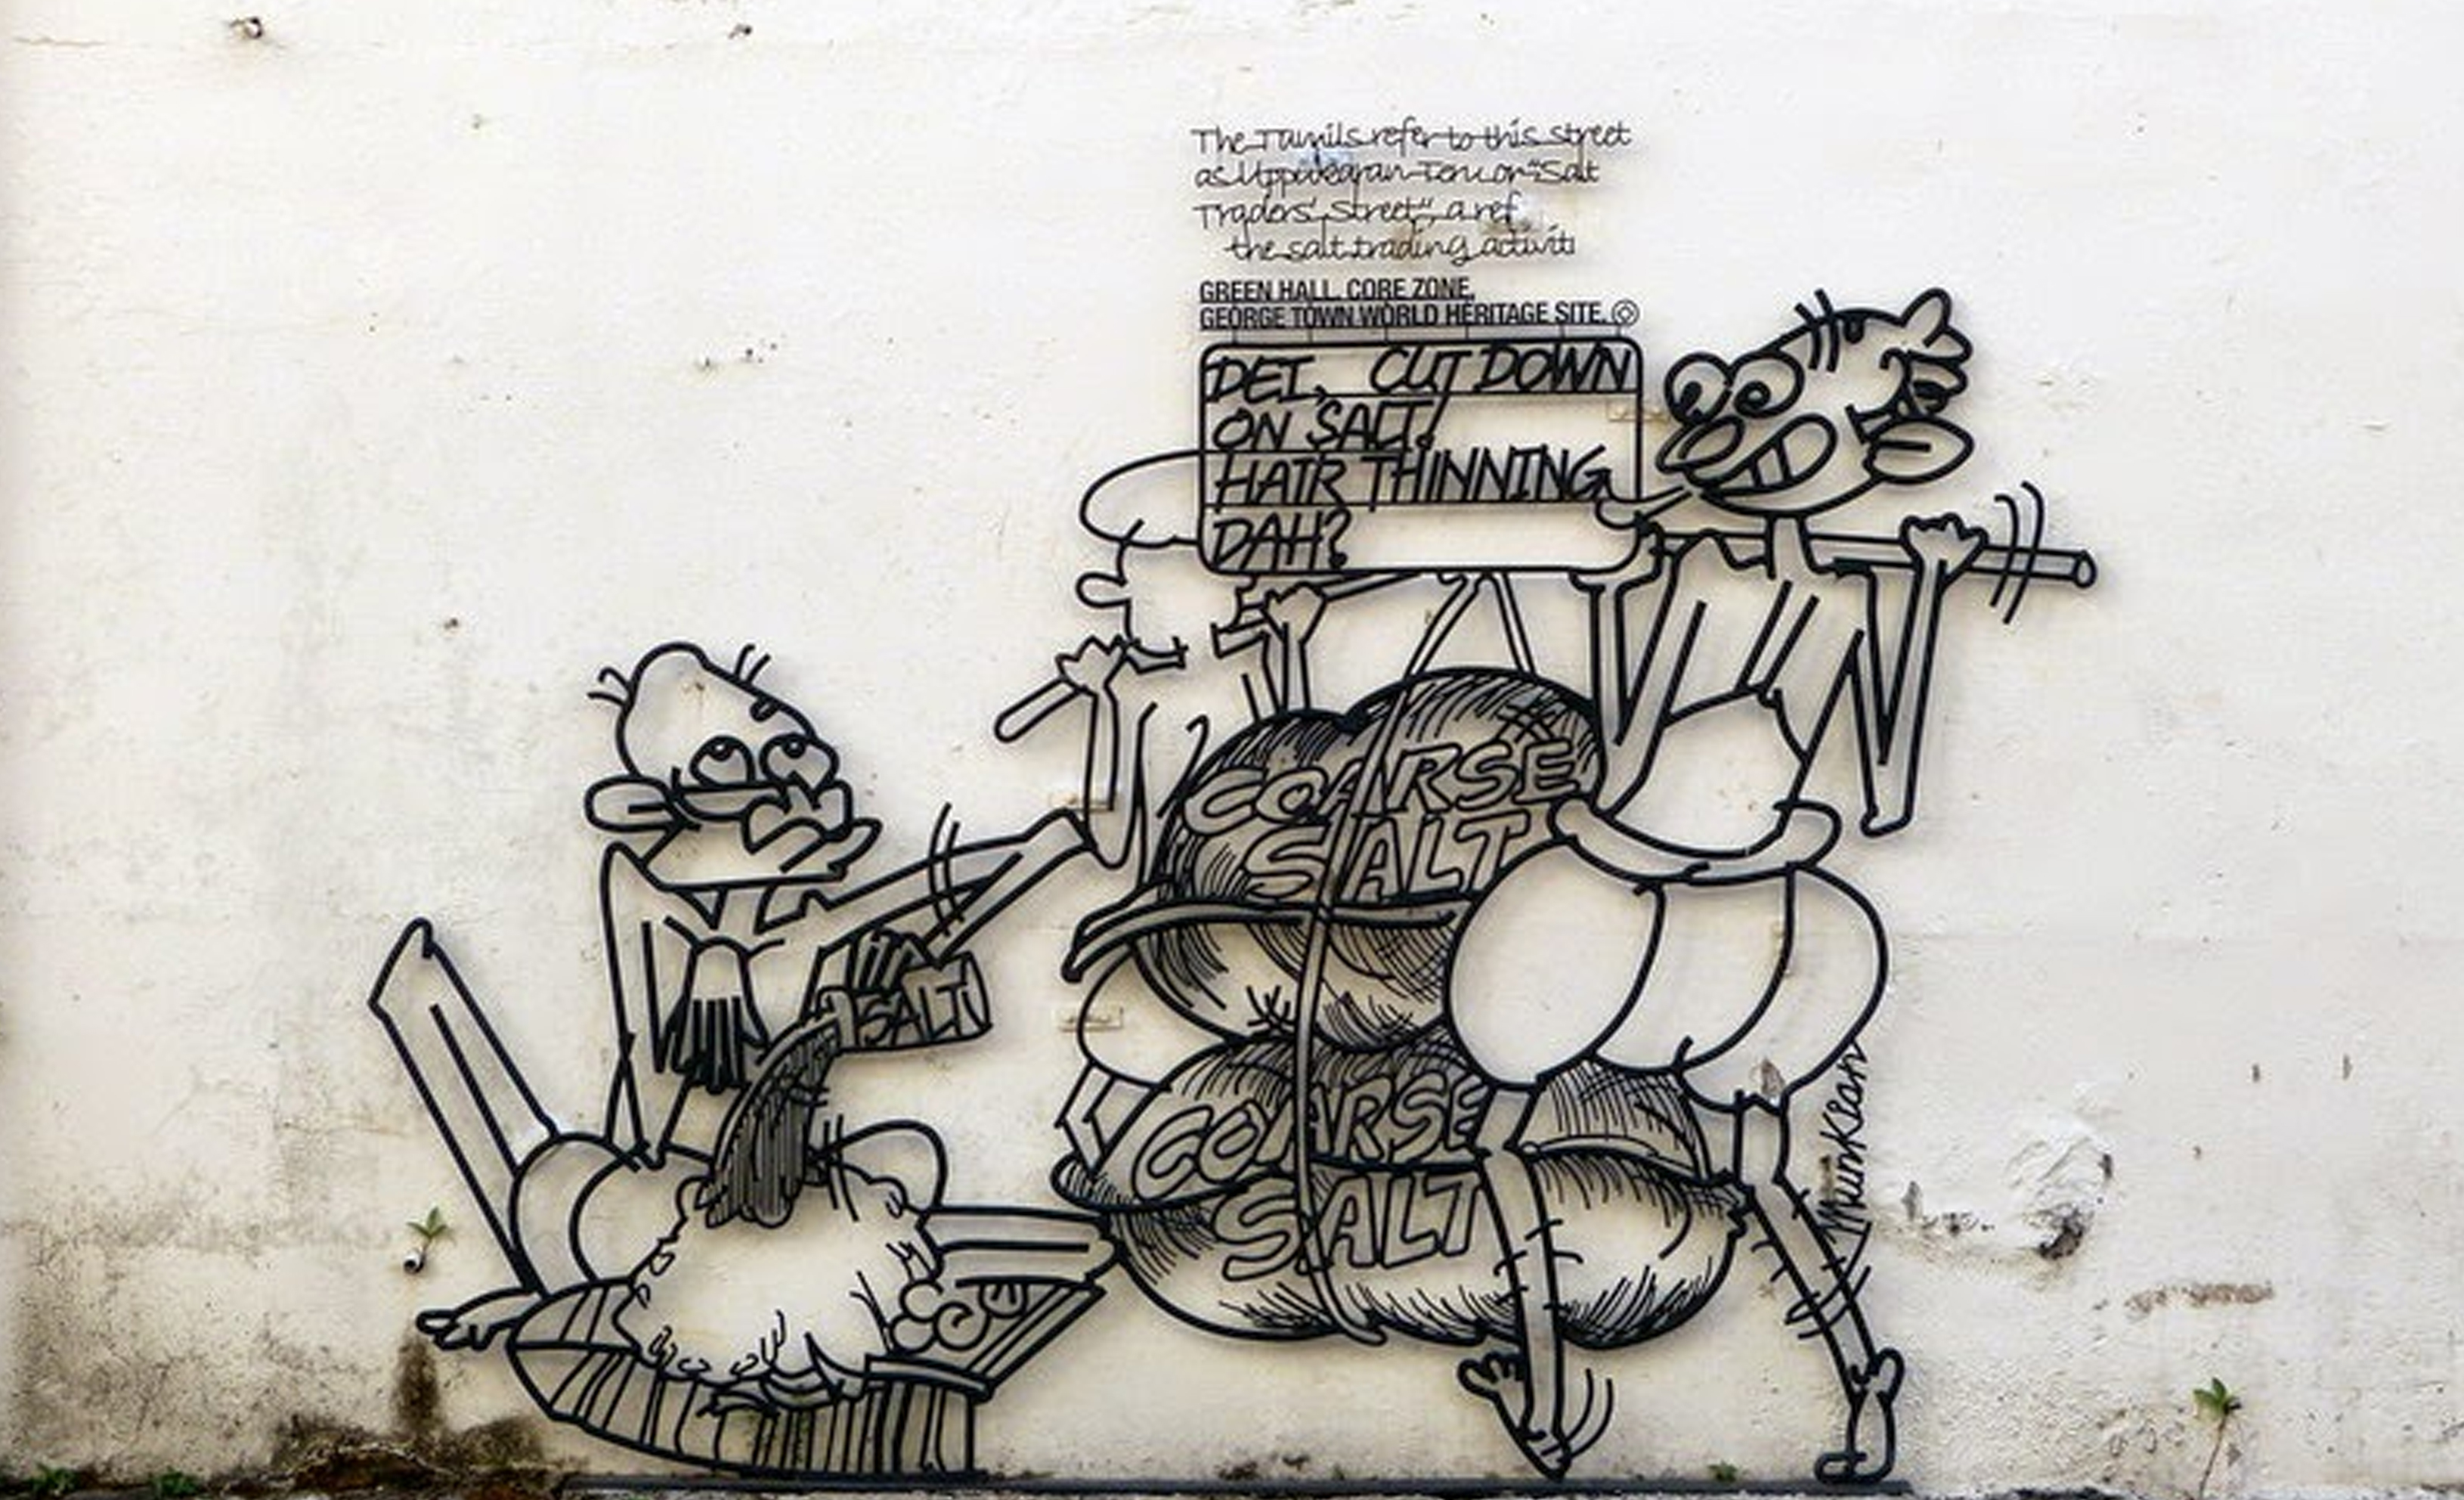 The Tamils refer to this street
as Uppukaran Teru or "Salt
Traders' Street", a ref
the salt trading activiti
GREEN HALL. CORE ZONE.
GEORGE TOWN WORLD HERITAGE SITE. ©
DEI, CUT DOWN
ON SALT!
HAIR THINNING
DAH?
COARSE
SALT
SALT
COARSE
SALT
MunKian